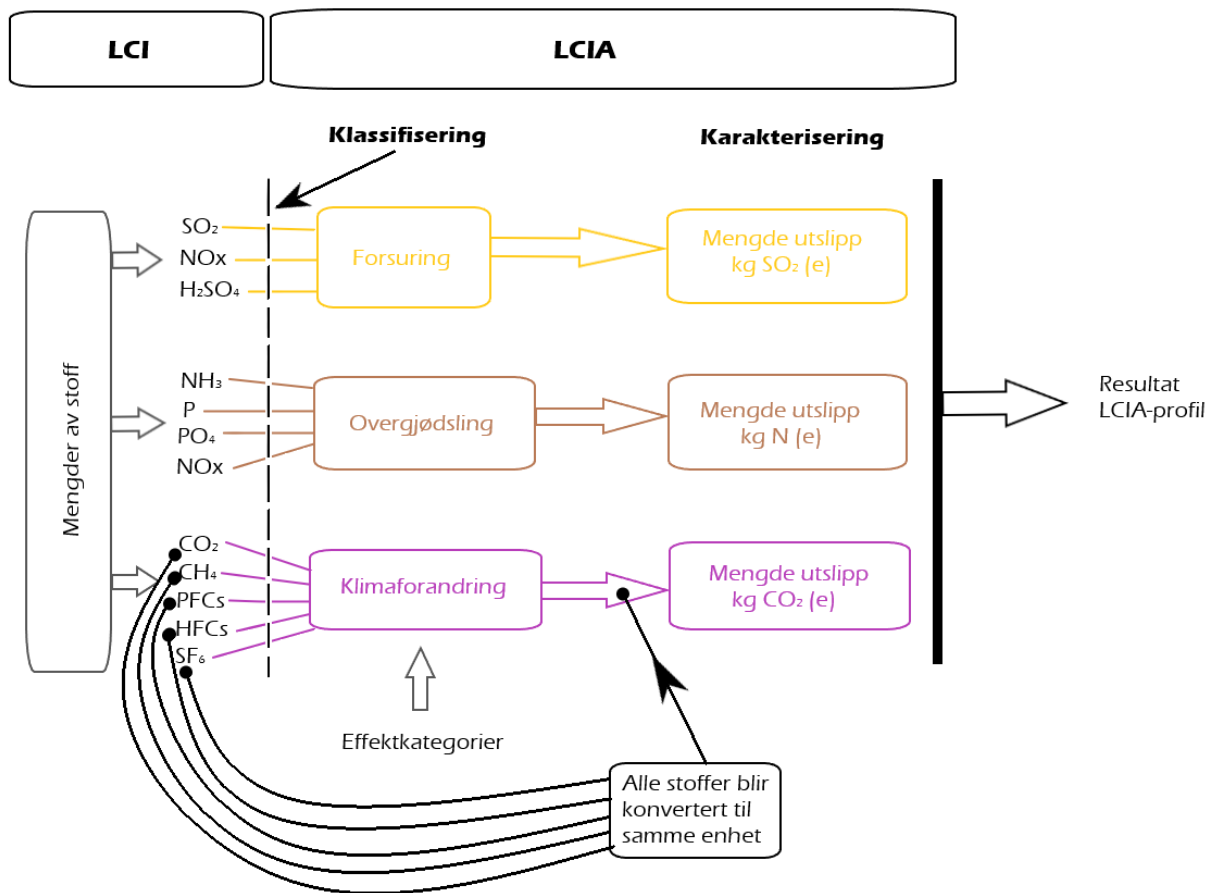 LCI
LCIA
Klassifisering
Karakterisering
Mengder av stoff
SO₂
NOx
H₂SO₄
Forsuring
Mengde utslipp
kg SO₂ (e)
NH₃
P
PO₄
NOx
Overgjødsling
Mengde utslipp
kg N (e)
Resultat
LCIA-profil
CO₂
CH₄
PFCs
HFCs
SF₆
Klimaforandring
Mengde utslipp
kg CO₂ (e)
Effektkategorier
Alle stoffer blir
konvertert til
samme enhet